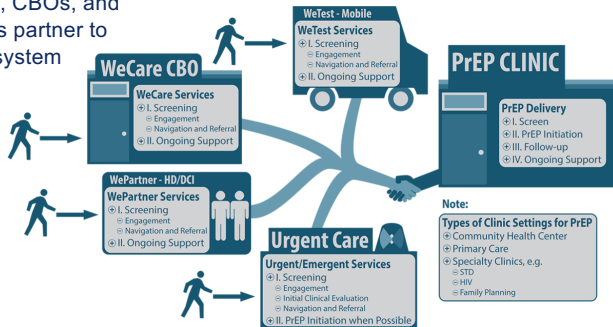 , CBOs, and
s partner to
system
WeTest - Mobile
WeTest Services
⊕ I. Screening
⊖ Engagement
⊖ Navigation and Referral
⊕ II. Ongoing Support
WeCare CBO
WeCare Services
⊕ I. Screening
⊖ Engagement
⊖ Navigation and Referral
⊕ II. Ongoing Support
PrEP CLINIC
PrEP Delivery
⊕ I. Screen
⊕ II. PrEP Initiation
⊕ III. Follow-up
⊕ IV. Ongoing Support
WePartner - HD/DCI
WePartner Services
⊕ I. Screening
⊖ Engagement
⊖ Navigation and Referral
⊕ II. Ongoing Support
Urgent Care
Urgent/Emergent Services
⊕ I. Screening
⊖ Engagement
⊖ Initial Clinical Evaluation
⊖ Navigation and Referral
⊕ II. PrEP Initiation when Possible
Note:
Types of Clinic Settings for PrEP
⊕ Community Health Center
⊕ Primary Care
⊕ Specialty Clinics, e.g.
⊖ STD
⊖ HIV
⊖ Family Planning